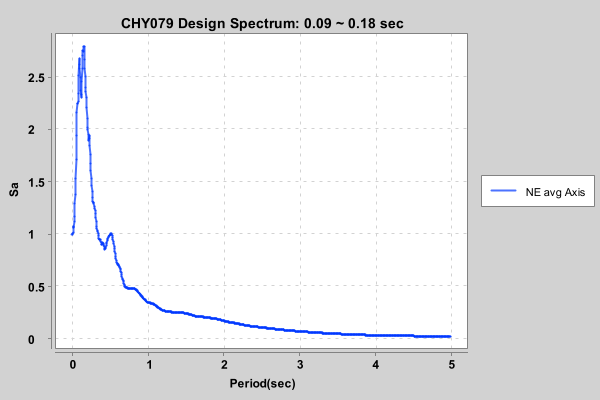 CHY079 Design Spectrum: 0.09 ~ 0.18 sec
2.5
2
1.5
1
0.5
0
Sa
0 1 2 3 4 5
Period(sec)
NE avg Axis